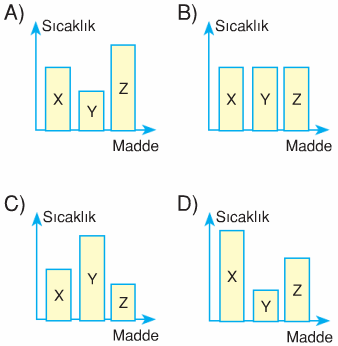 A)
Sıcaklık
X
Y
Z
Madde
B)
Sıcaklık
X
Y
Z
Madde
C)
Sıcaklık
X
Y
Z
Madde
D)
Sıcaklık
X
Y
Z
Madde